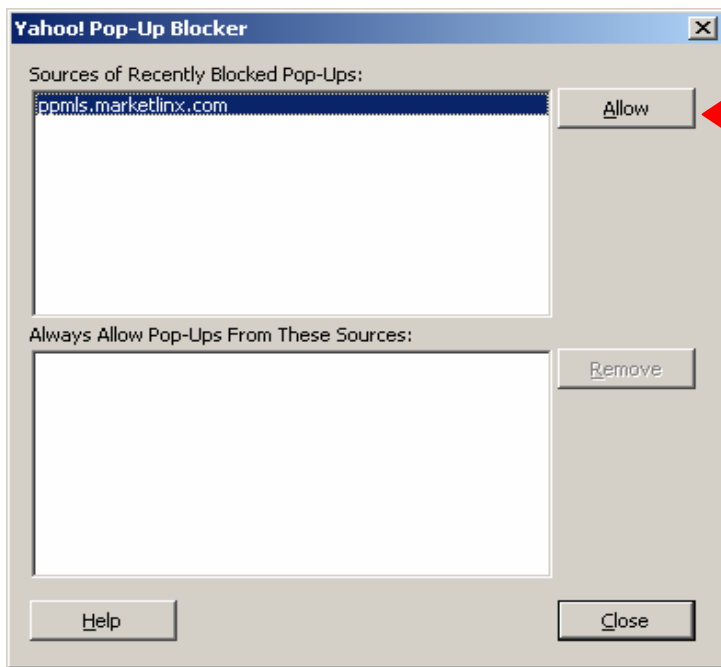 Yahoo! Pop-Up Blocker
Sources of Recently Blocked Pop-Ups:
ppmls.marketlinx.com
Allow
Always Allow Pop-Ups From These Sources:
Remove
Help
Close